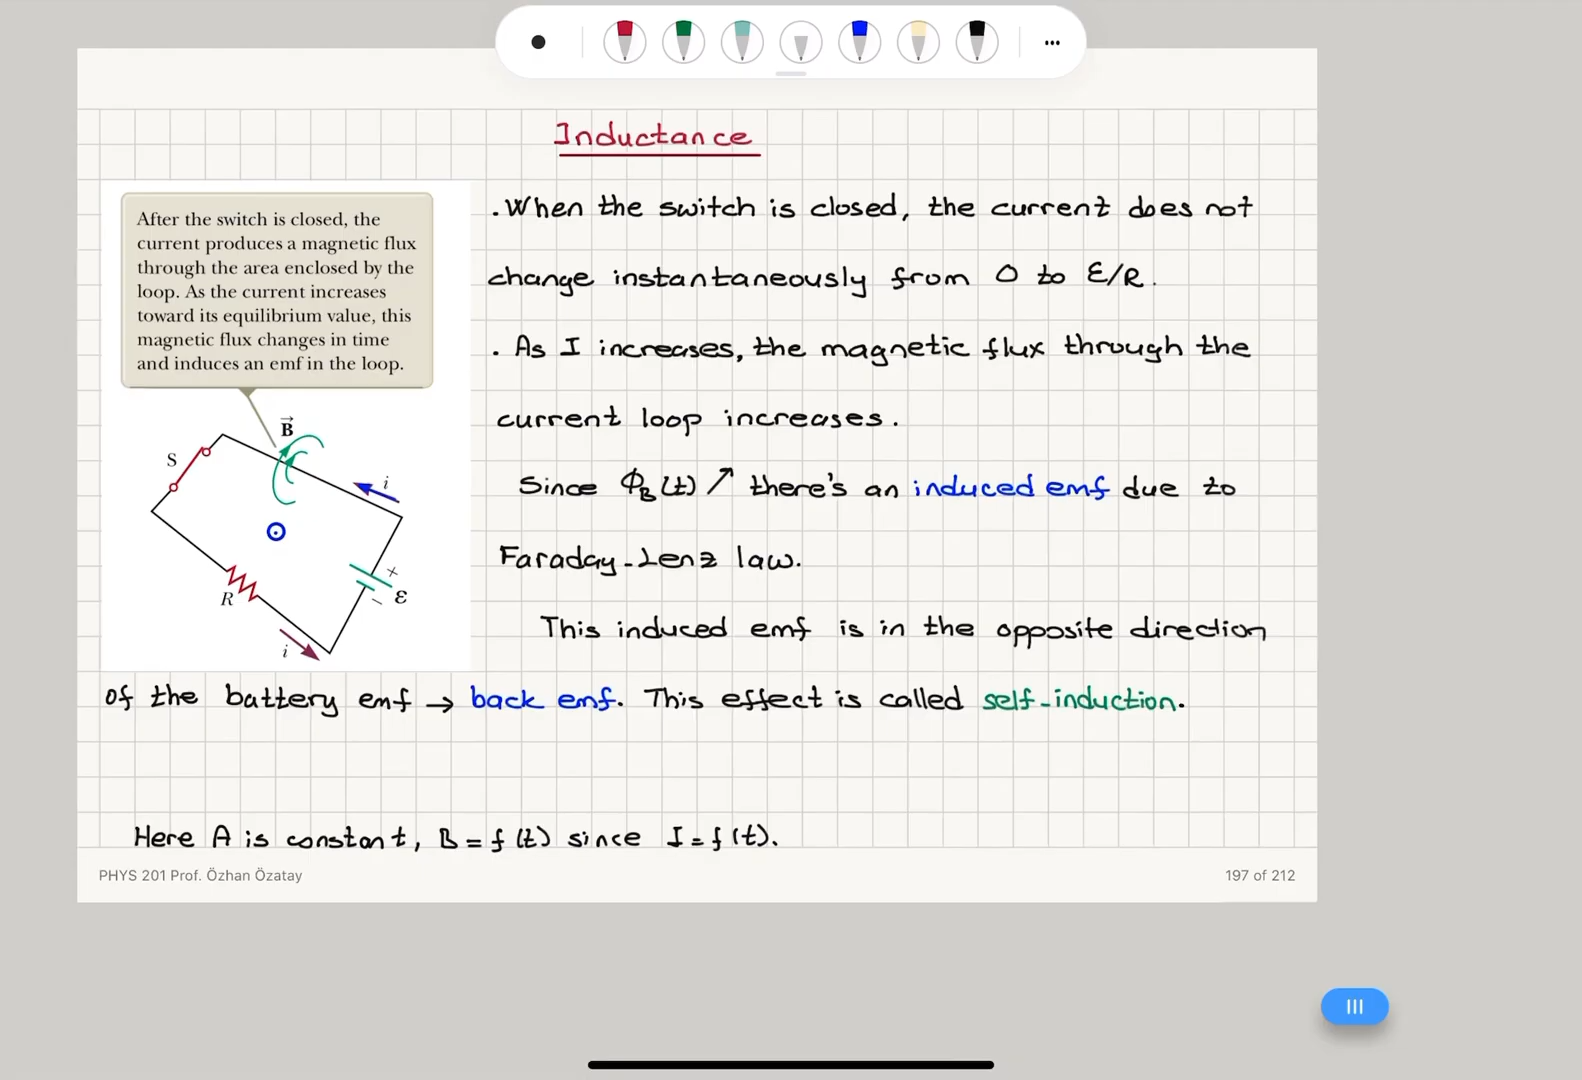 Inductance
After the switch is closed, the
current produces a magnetic flux
through the area enclosed by the
loop. As the current increases
toward its equilibrium value, this
magnetic flux changes in time
and induces an emf in the loop.
B⃗
S
i
R
+
−
ε
i
. When the switch is closed, the current does not
change instantaneously from 0 to ε/R.
. As I increases, the magnetic flux through the
current loop increases.
Since Φ_B(t) ↗ there's an induced emf due to
Faraday-Lenz law.
This induced emf is in the opposite direction
of the battery emf → back emf. This effect is called self-induction.
Here A is constant, B = f(t) since I = f(t).
PHYS 201 Prof. Özhan Özatay
197 of 212